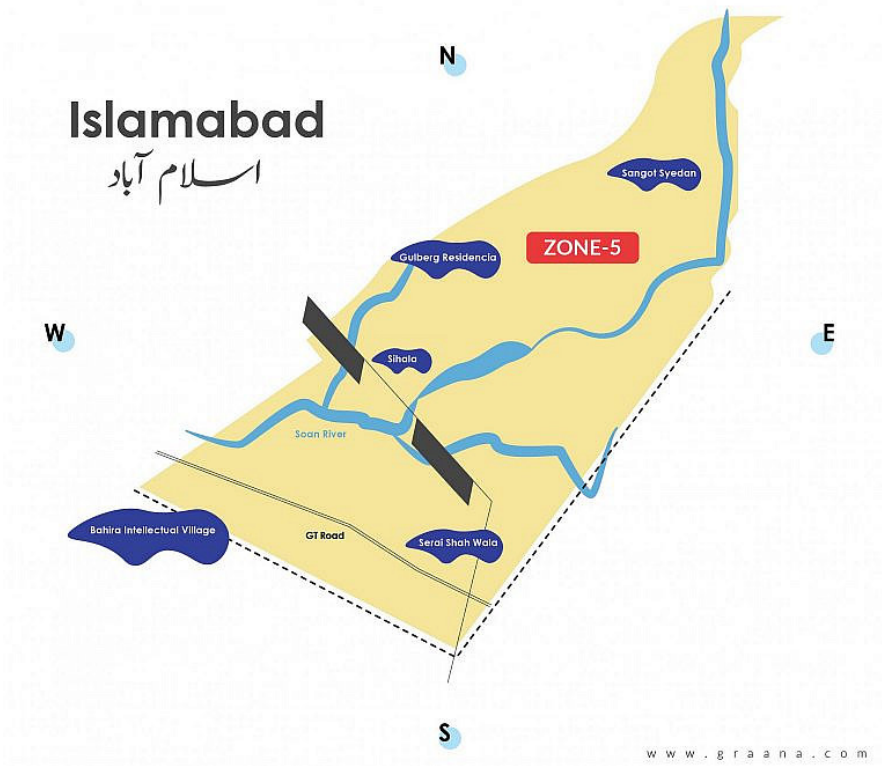 N
Islamabad
اسلام آباد
Sangot Syedan
ZONE-5
Gulberg Residencia
W
E
Sihala
Soan River
Bahira Intellectual Village
GT Road
Serai Shah Wala
S
www.graana.com